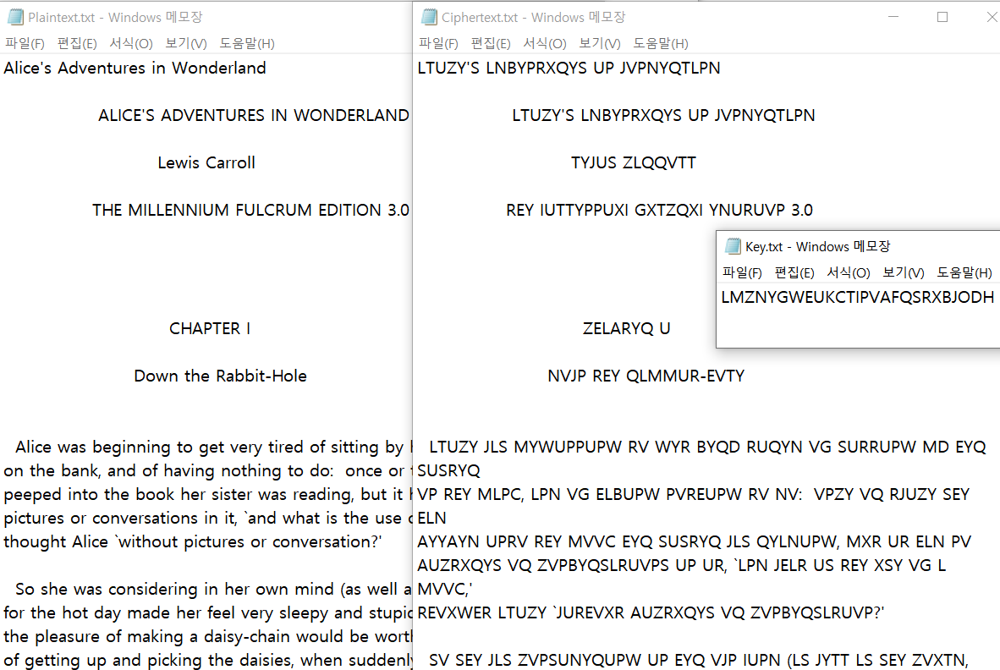 Plaintext.txt - Windows 메모장
파일(F) 편집(E) 서식(O) 보기(V) 도움말(H)
Alice's Adventures in Wonderland
ALICE'S ADVENTURES IN WONDERLAND
Lewis Carroll
THE MILLENNIUM FULCRUM EDITION 3.0
CHAPTER I
Down the Rabbit-Hole
Alice was beginning to get very tired of sitting by
on the bank, and of having nothing to do:  once or
peeped into the book her sister was reading, but it
pictures or conversations in it, `and what is the use
thought Alice `without pictures or conversation?'
So she was considering in her own mind (as well
for the hot day made her feel very sleepy and stupid
the pleasure of making a daisy-chain would be worth
of getting up and picking the daisies, when suddenly
Ciphertext.txt - Windows 메모장
파일(F) 편집(E) 서식(O) 보기(V) 도움말(H)
LTUZY'S LNBYPRXQYS UP JVPNYQTLPN
LTUZY'S LNBYPRXQYS UP JVPNYQTLPN
TYJUS ZLQQVTT
REY IUTTYPPUXI GXTZQXI YNURUVP 3.0
ZELARYQ U
NVJP REY QLMMUR-EVTY
LTUZY JLS MYWUPPUPW RV WYR BYQD RUQYN VG SURRUPW MD EYQ
SUSRYQ
VP REY MLPC, LPN VG ELBUPW PVREUPW RV NV:  VPZY VQ RJUZY SEY
ELN
AYYAYN UPRV REY MVVC EYQ SUSRYQ JLS QYLNUPW, MXR UR ELN PV
AUZRXQYS VQ ZVPBYQSLRUVPS UP UR, `LPN JELR US REY XSY VG L
MVVC,'
REVXWER LTUZY `JUREVXR AUZRXQYS VQ ZVPBYQSLRUVP?'
SV SEY JLS ZVPSUNYQUPW UP EYQ VJP IUPN (LS JYTT LS SEY ZVXTN,
Key.txt - Windows 메모장
파일(F) 편집(E) 서식(O) 보기(V) 도움말(H)
LMZNYGWEUKCTIPVAFQSRXBJODH